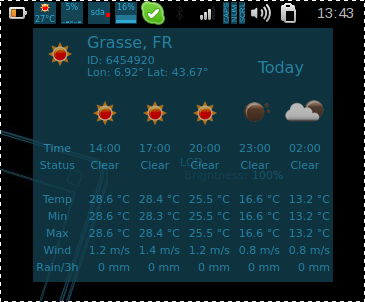 27°C 5% sda 16% 13:43
Grasse, FR
ID: 6454920
Lon: 6.92° Lat: 43.67°
Today
Time 14:00 17:00 20:00 23:00 02:00
Status Clear Clear Clear Clear Clear
LCD
Brightness: 100%
Temp 28.6 °C 28.4 °C 25.5 °C 16.6 °C 13.2 °C
Min 28.6 °C 28.3 °C 25.5 °C 16.6 °C 13.2 °C
Max 28.6 °C 28.4 °C 25.5 °C 16.6 °C 13.2 °C
Wind 1.2 m/s 1.4 m/s 1.2 m/s 0.8 m/s 0.8 m/s
Rain/3h 0 mm 0 mm 0 mm 0 mm 0 mm